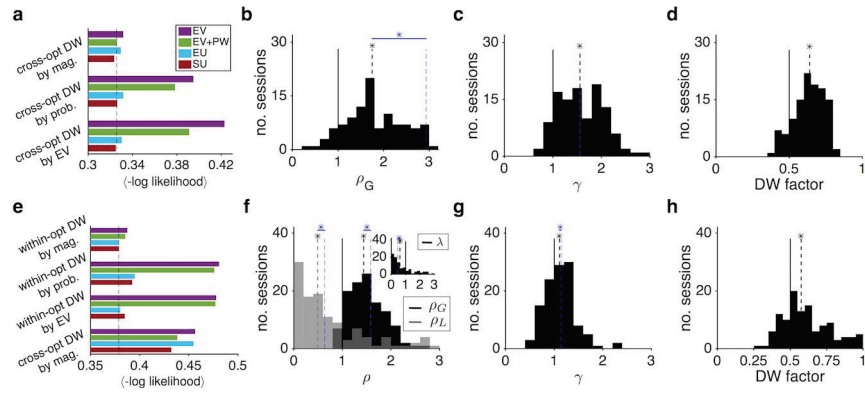 a
EV
EV+PW
EU
SU
cross-opt DW
by mag.
cross-opt DW
by prob.
cross-opt DW
by EV
0.3 0.34 0.38 0.42
⟨-log likelihood⟩
b
no. sessions
0 15 30
*
*
0 1 2 3
ρG
c
no. sessions
0 15 30
*
0 1 2 3
γ
d
no. sessions
0 15 30
*
0 0.5 1
DW factor
e
within-opt DW
by mag.
within-opt DW
by prob.
within-opt DW
by EV
cross-opt DW
by mag.
0.35 0.4 0.45 0.5
⟨-log likelihood⟩
f
no. sessions
0 20 40
*
*
*
*
40
20
0
0 1 2 3
*
λ
ρG
ρL
0 1 2 3
ρ
g
no. sessions
0 20 40
*
0 1 2 3
γ
h
no. sessions
0 20 40
*
0 0.25 0.5 0.75 1
DW factor